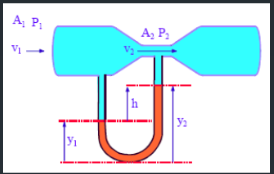 A₁ P₁
A₂ P₂
v₁
v₂
h
y₂
y₁